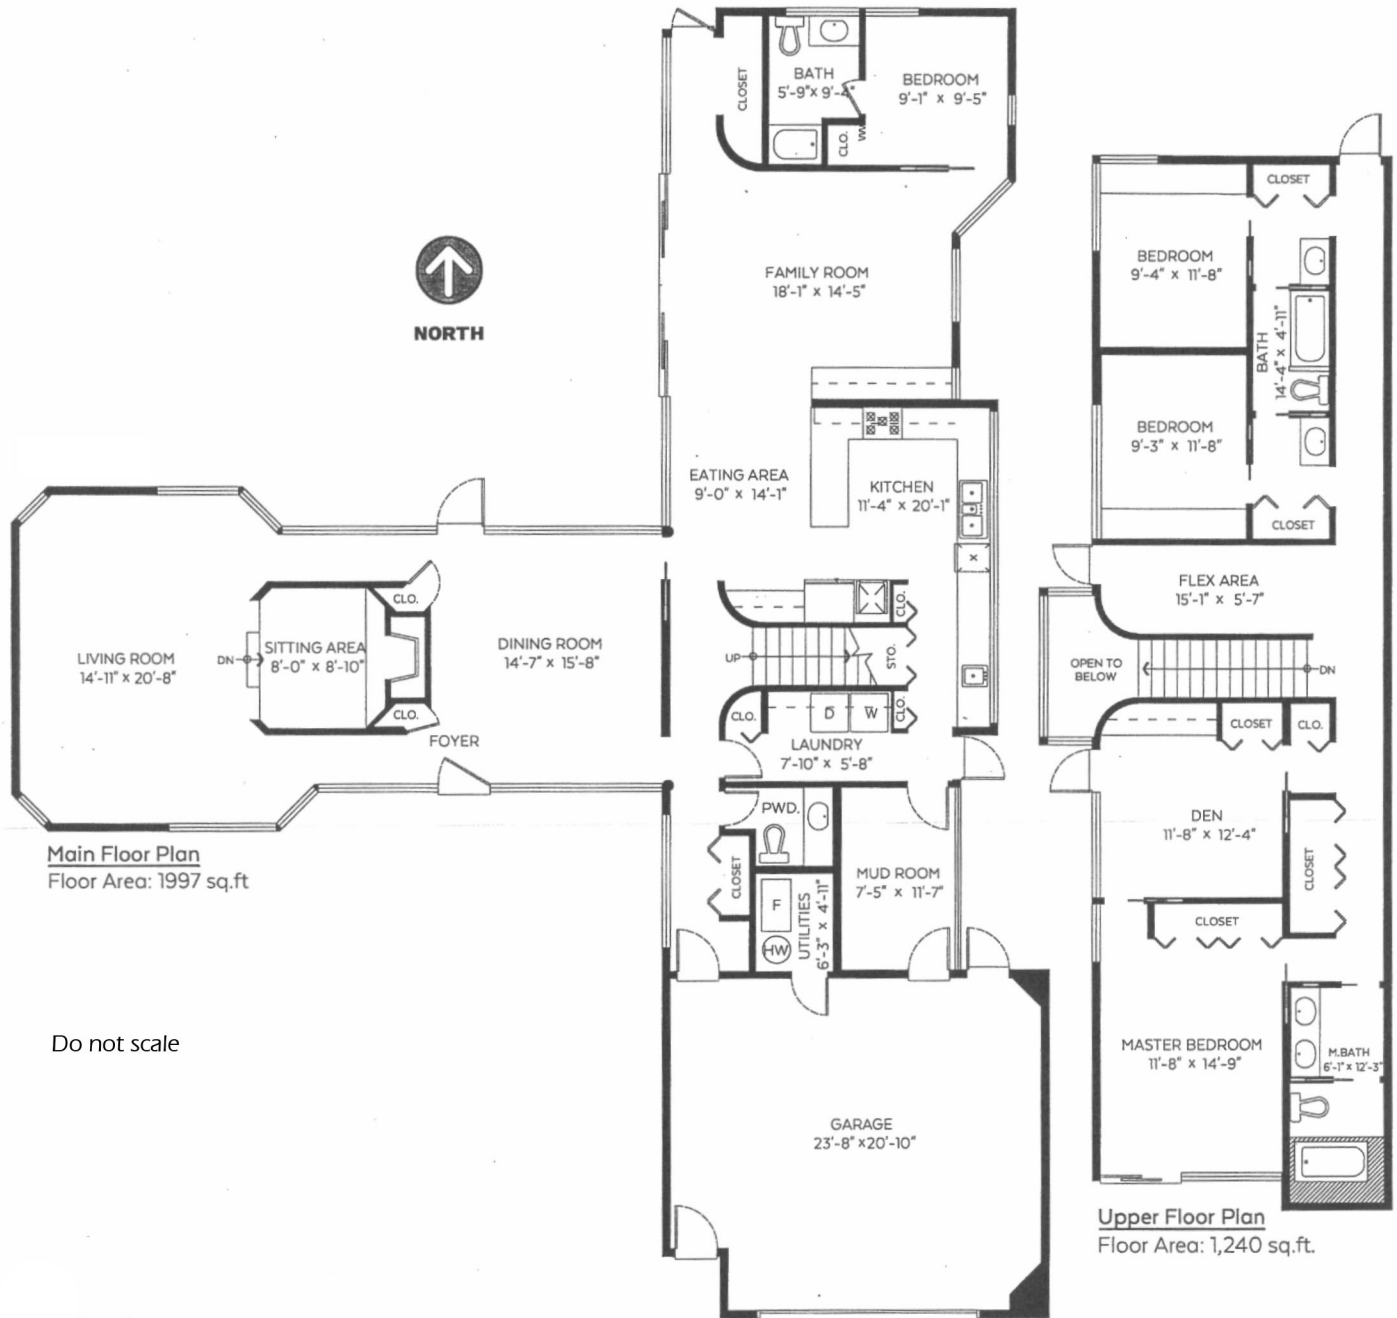 CLOSET
BATH
5'-9" x 9'-4"
BEDROOM
9'-1" x 9'-5"
CLO.
FAMILY ROOM
18'-1" x 14'-5"
NORTH
EATING AREA
9'-0" x 14'-1"
KITCHEN
11'-4" x 20'-1"
X
CLO.
CLO.
LIVING ROOM
14'-11" x 20'-8"
DN
SITTING AREA
8'-0" x 8'-10"
CLO.
DINING ROOM
14'-7" x 15'-8"
FOYER
UP
STO.
CLO.
D
W
CLO.
LAUNDRY
7'-10" x 5'-8"
PWD.
CLOSET
F
HW
UTILITIES
6'-3" x 4'-11"
MUD ROOM
7'-5" x 11'-7"
GARAGE
23'-8" x 20'-10"
Main Floor Plan
Floor Area: 1997 sq.ft
Do not scale
CLOSET
BEDROOM
9'-4" x 11'-8"
BATH
14'-4" x 4'-11"
BEDROOM
9'-3" x 11'-8"
CLOSET
FLEX AREA
15'-1" x 5'-7"
OPEN TO
BELOW
DN
CLOSET
CLO.
DEN
11'-8" x 12'-4"
CLOSET
CLOSET
MASTER BEDROOM
11'-8" x 14'-9"
M.BATH
6'-1" x 12'-3"
Upper Floor Plan
Floor Area: 1,240 sq.ft.